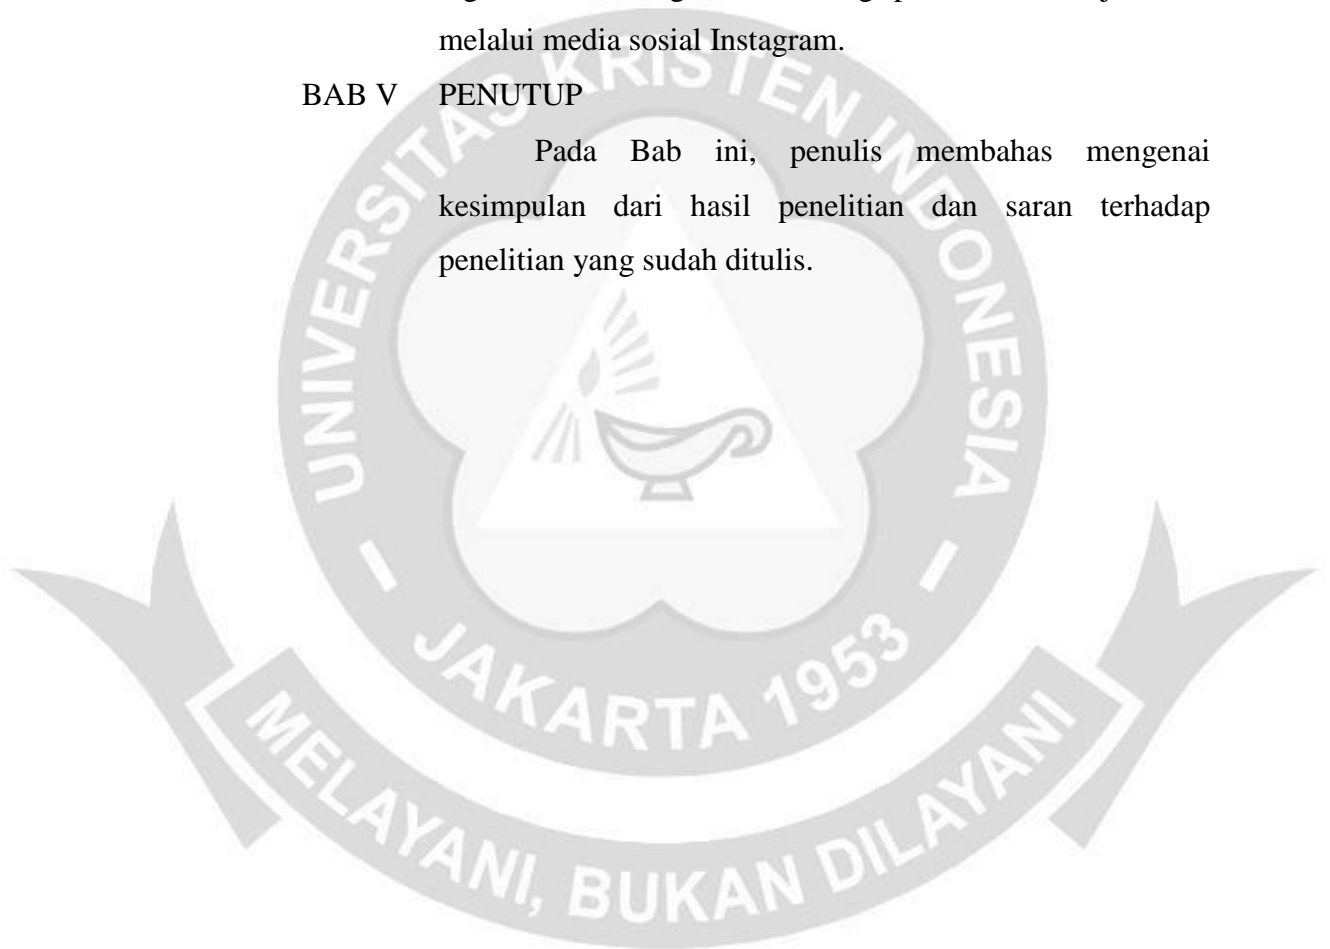 melalui media sosial Instagram.
BAB V PENUTUP
Pada Bab ini, penulis membahas mengenai
kesimpulan dari hasil penelitian dan saran terhadap
penelitian yang sudah ditulis.
UNIVERSITAS KRISTEN INDONESIA
JAKARTA 1953
MELAYANI, BUKAN DILAYANI